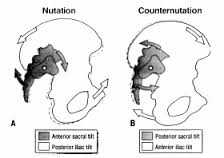 Nutation
Counternutation
A
B
Anterior sacral tilt
Posterior iliac tilt
Posterior sacral tilt
Anterior iliac tilt